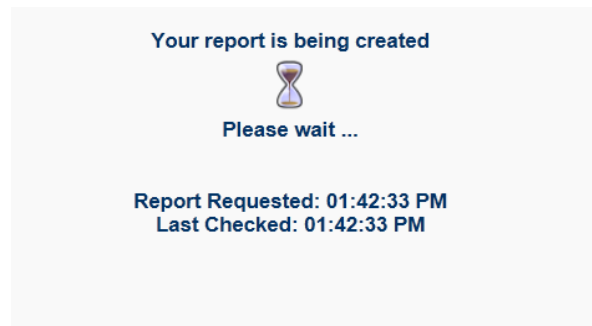 Your report is being created
Please wait ...
Report Requested: 01:42:33 PM
Last Checked: 01:42:33 PM